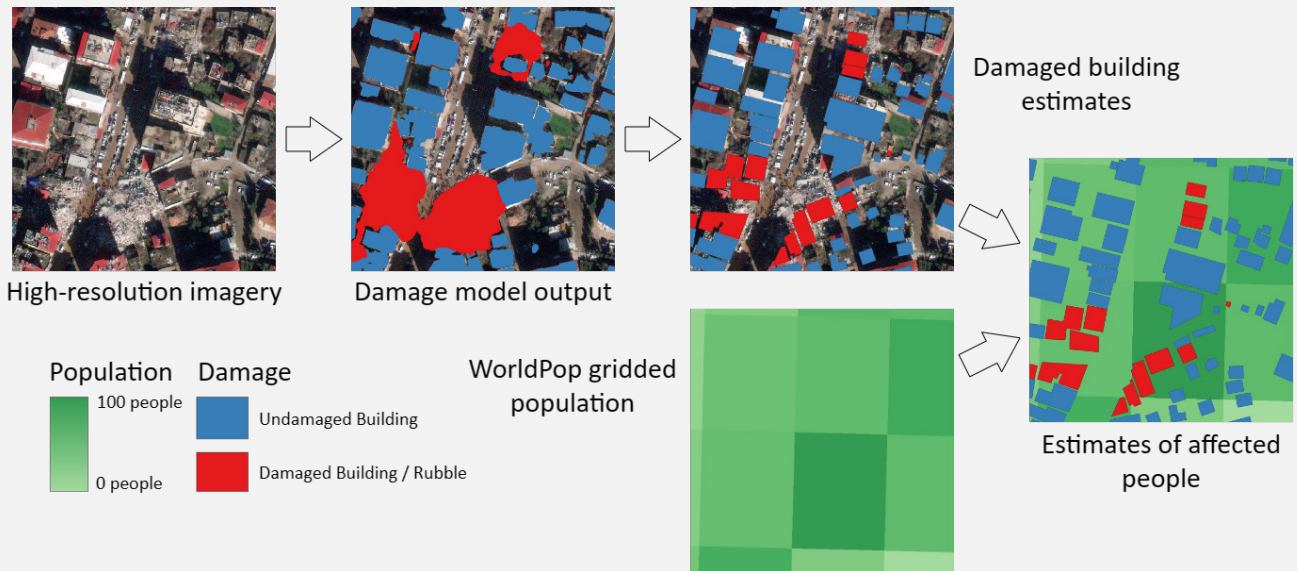 Damaged building
estimates
High-resolution imagery
Damage model output
Population
100 people
0 people
Damage
Undamaged Building
Damaged Building / Rubble
WorldPop gridded
population
Estimates of affected
people